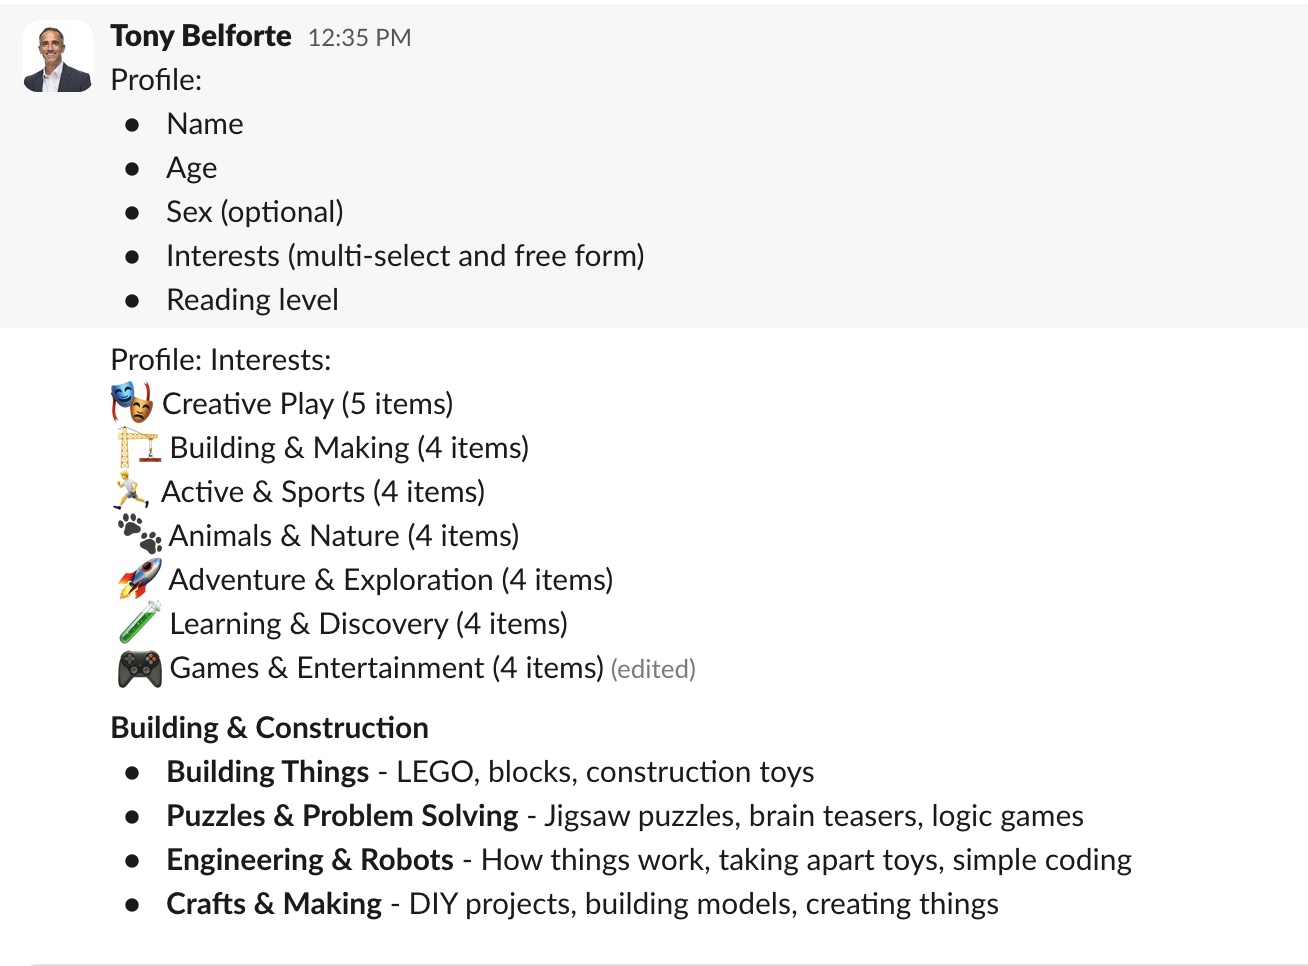 Tony Belforte 12:35 PM
Profile:
• Name
• Age
• Sex (optional)
• Interests (multi-select and free form)
• Reading level
Profile: Interests:
🎭 Creative Play (5 items)
🏗️ Building & Making (4 items)
🏃 Active & Sports (4 items)
🐾 Animals & Nature (4 items)
🚀 Adventure & Exploration (4 items)
🧪 Learning & Discovery (4 items)
🎮 Games & Entertainment (4 items) (edited)
Building & Construction
• Building Things - LEGO, blocks, construction toys
• Puzzles & Problem Solving - Jigsaw puzzles, brain teasers, logic games
• Engineering & Robots - How things work, taking apart toys, simple coding
• Crafts & Making - DIY projects, building models, creating things